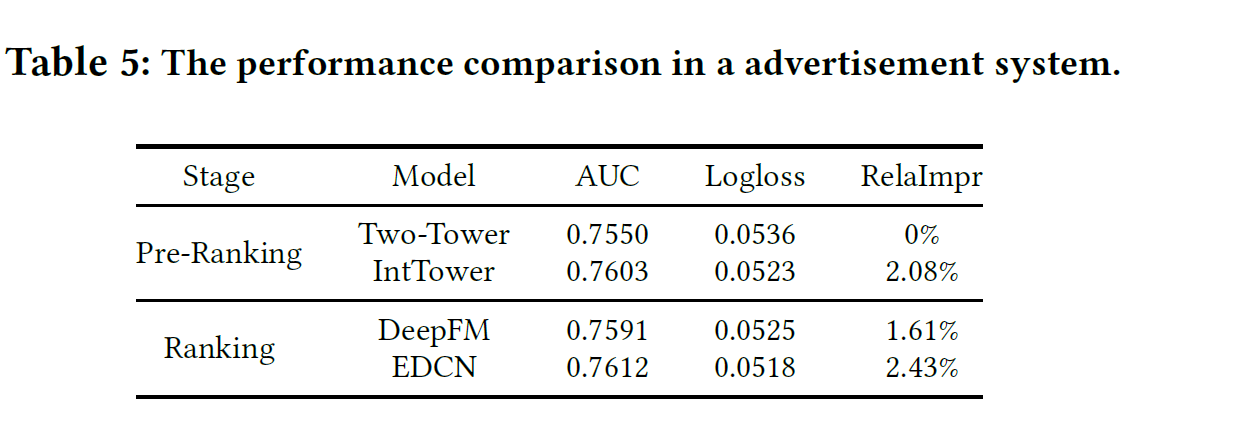 Table 5: The performance comparison in a advertisement system.
Stage Model AUC Logloss RelaImpr
Pre-Ranking
Two-Tower 0.7550 0.0536 0%
IntTower 0.7603 0.0523 2.08%
Ranking
DeepFM 0.7591 0.0525 1.61%
EDCN 0.7612 0.0518 2.43%